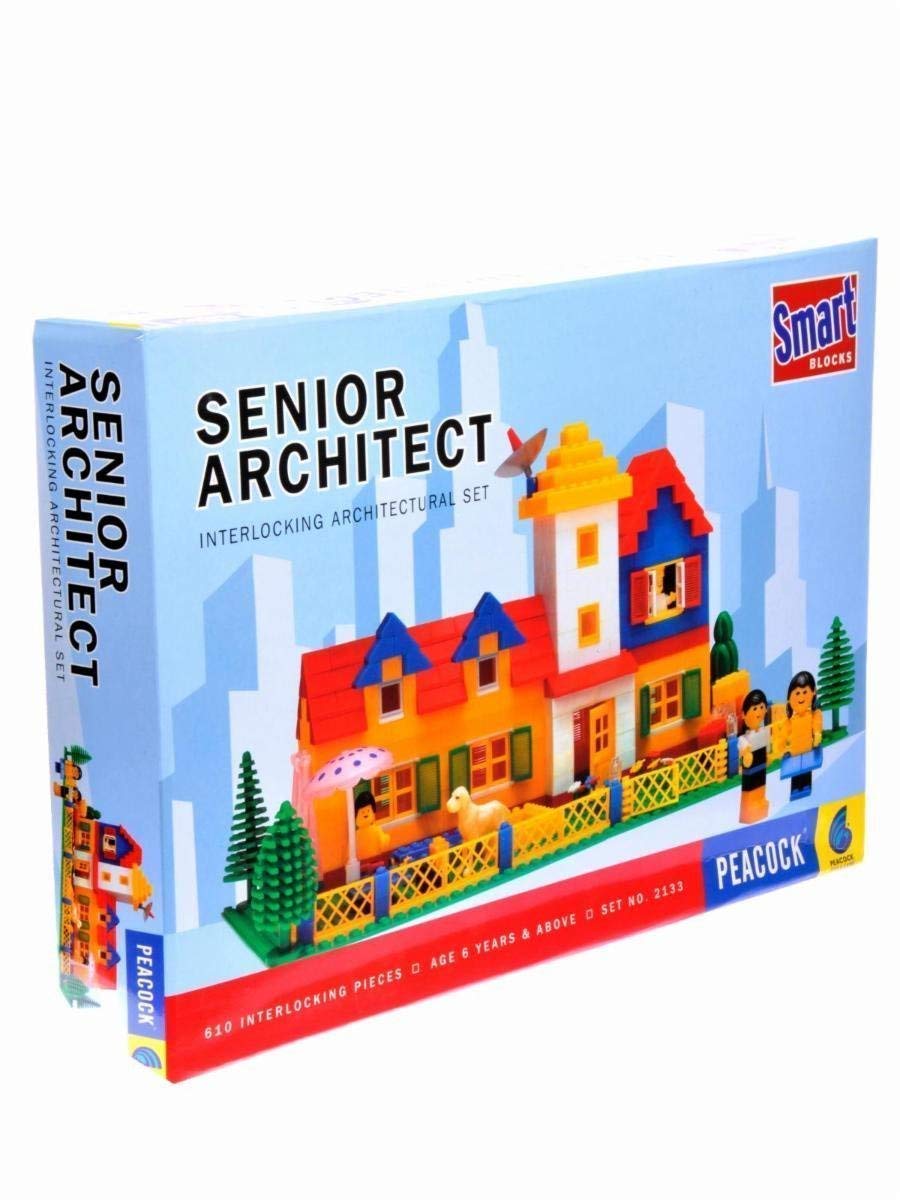 Smart
BLOCKS
SENIOR
ARCHITECT
INTERLOCKING ARCHITECTURAL SET
PEACOCK
PEACOCK
610 INTERLOCKING PIECES □ AGE 6 YEARS & ABOVE □ SET NO. 2133
SENIOR
ARCHITECT
INTERLOCKING ARCHITECTURAL SET
PEACOCK